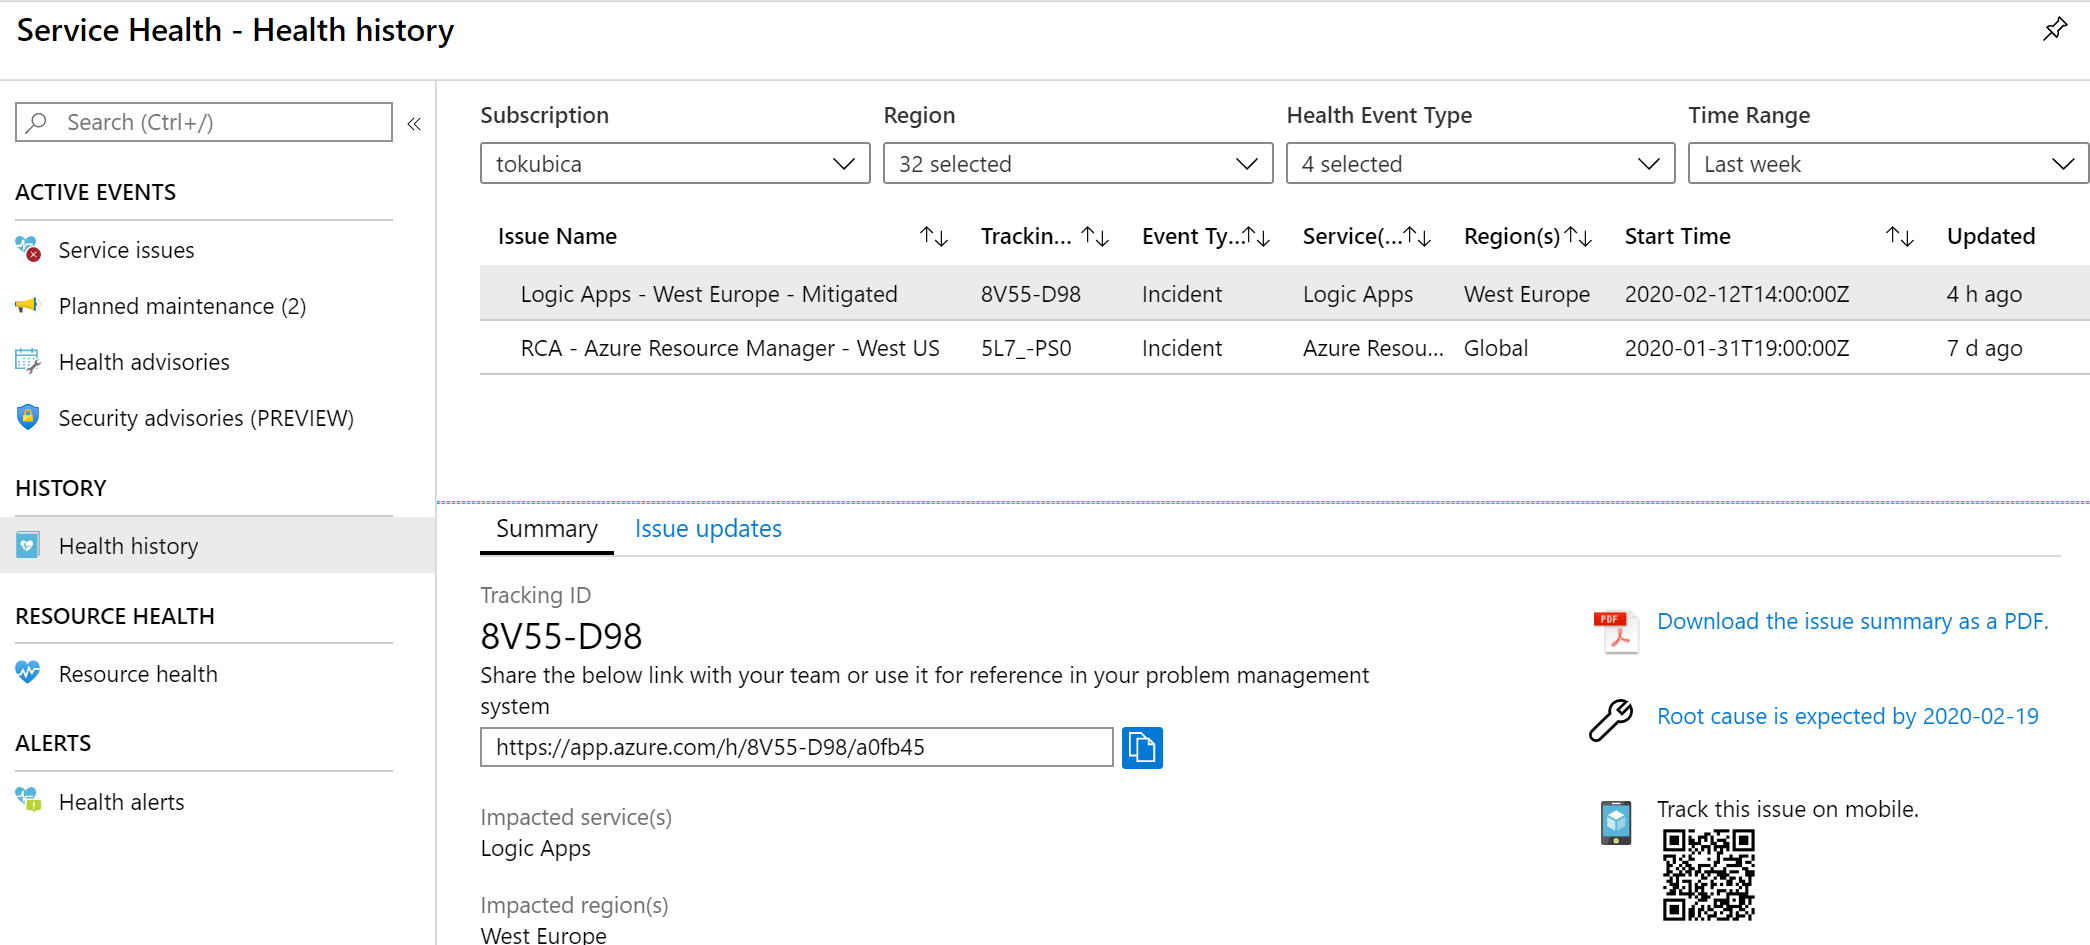 Service Health - Health history
Search (Ctrl+/)
«
ACTIVE EVENTS
Service issues
Planned maintenance (2)
Health advisories
Security advisories (PREVIEW)
HISTORY
Health history
RESOURCE HEALTH
Resource health
ALERTS
Health alerts
Subscription Region Health Event Type Time Range
tokubica 32 selected 4 selected Last week
Issue Name Trackin... Event Ty... Service(... Region(s) Start Time Updated
Logic Apps - West Europe - Mitigated 8V55-D98 Incident Logic Apps West Europe 2020-02-12T14:00:00Z 4 h ago
RCA - Azure Resource Manager - West US 5L7_-PS0 Incident Azure Resou... Global 2020-01-31T19:00:00Z 7 d ago
Summary Issue updates
Tracking ID
8V55-D98
Share the below link with your team or use it for reference in your problem management
system
https://app.azure.com/h/8V55-D98/a0fb45
Impacted service(s)
Logic Apps
Impacted region(s)
West Europe
PDF
Download the issue summary as a PDF.
Root cause is expected by 2020-02-19
Track this issue on mobile.